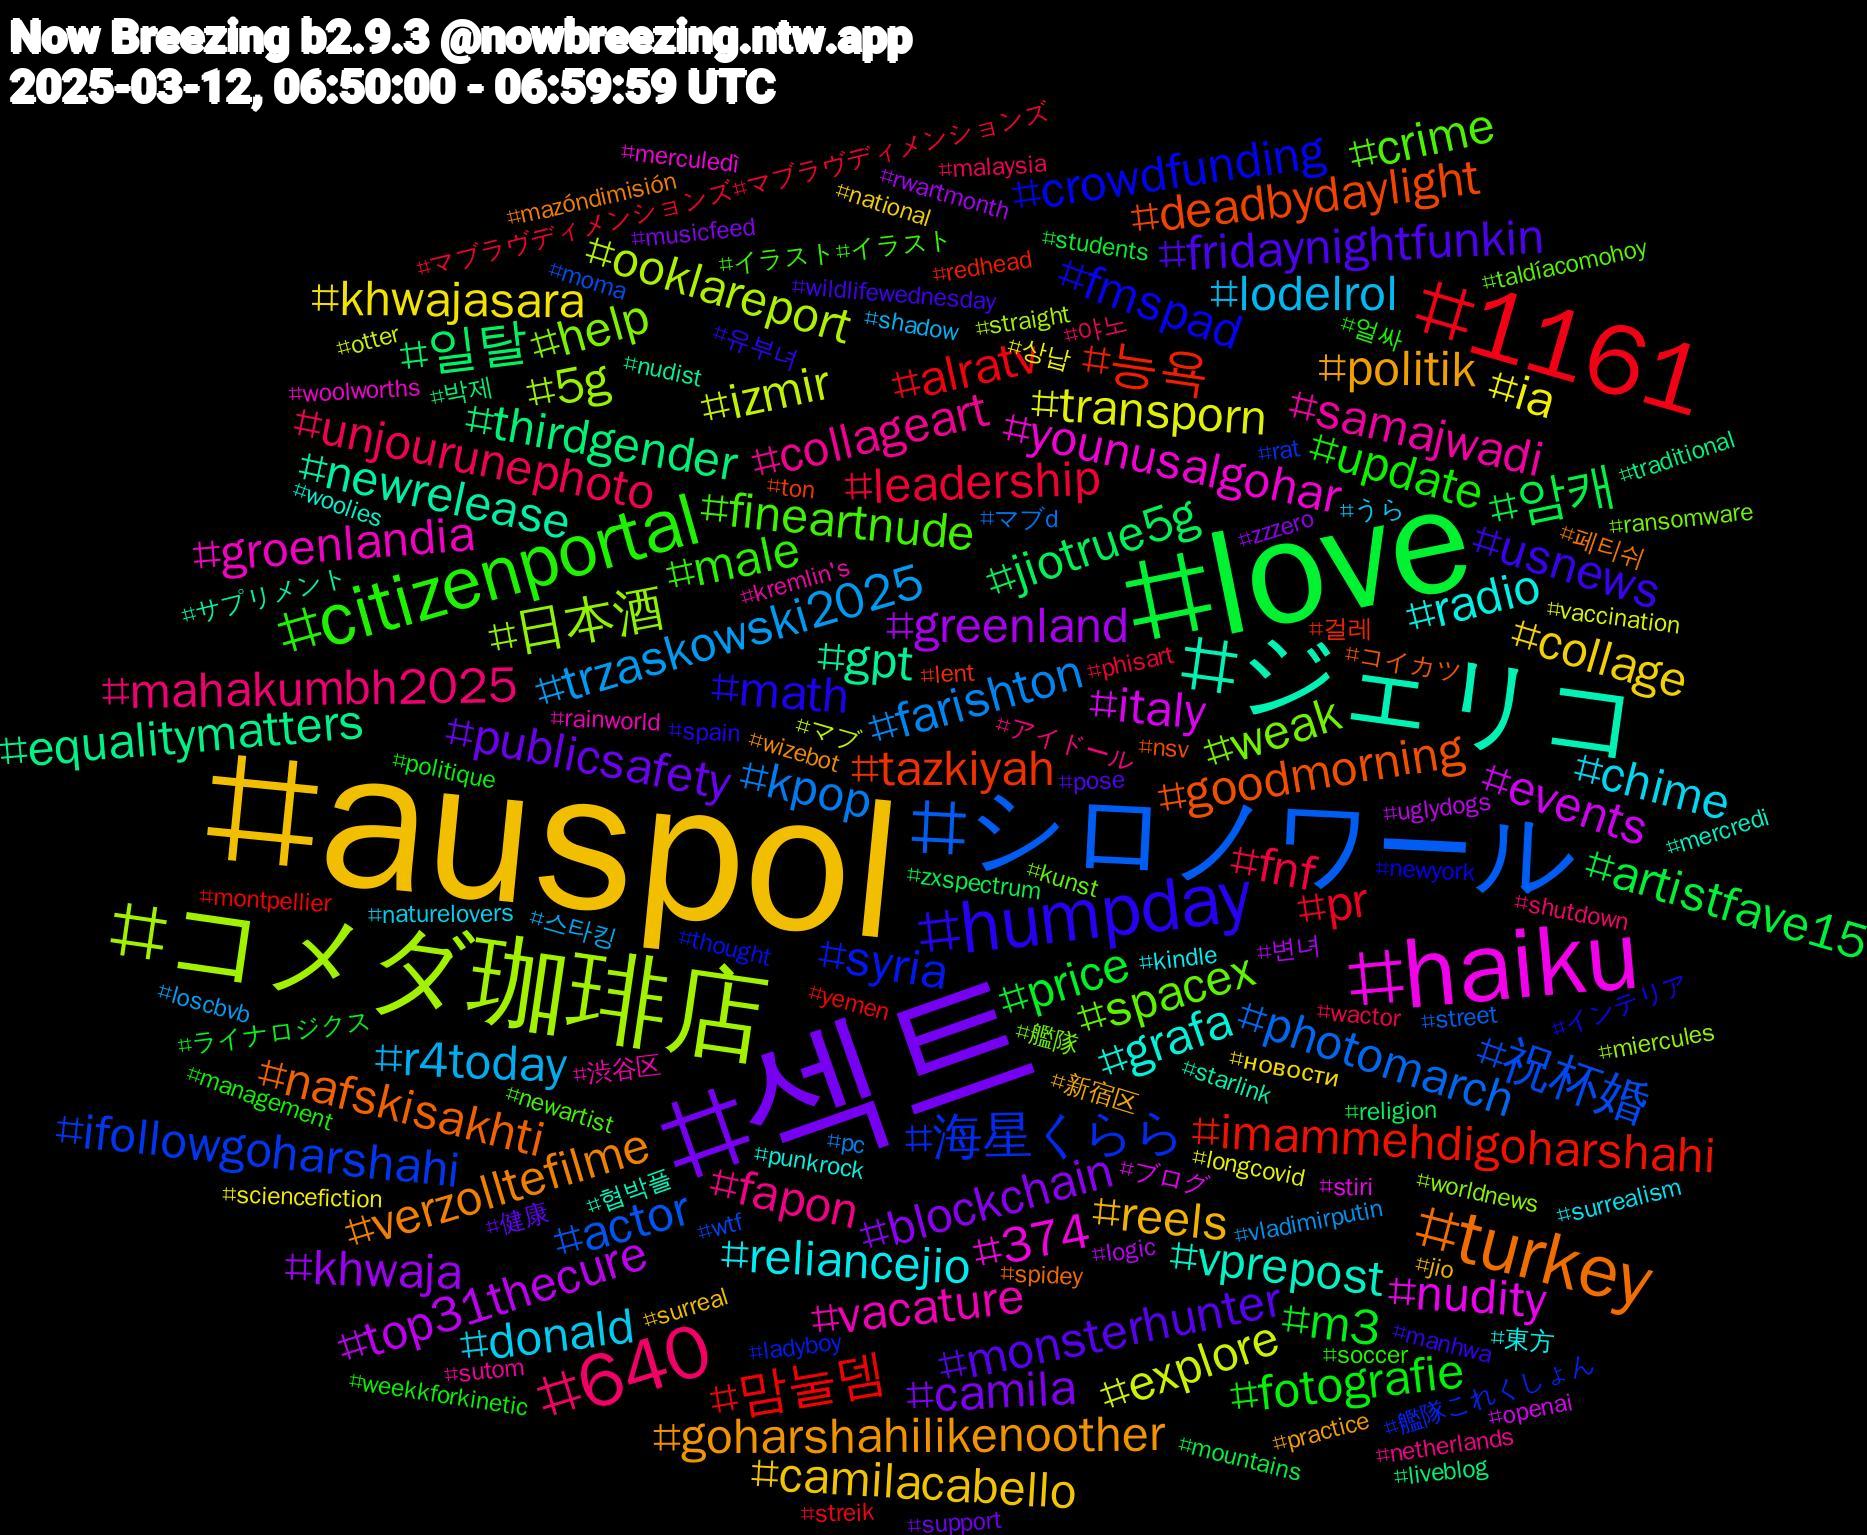 Now Breezing b2.9.3 @nowbreezing.ntw.app
2025-03-12, 06:50:00 - 06:59:59 UTC
#マブラヴディメンションズ#マブラヴディメンションズ
#merculedì
#malaysia
#crime
#rwartmonth
#crowdfunding
#mazóndimisión
#national
#deadbydaylight
#musicfeed
#students
#イラスト#イラスト
#fridaynightfunkin
#ooklareport
#moma
#redhead
#taldíacomohoy
#wildlifewednesday
#khwajasara
#fmspad
#lodelrol
#1161
#help
#otter
#shadow
#straight
#야노
#얼싸
#유부녀
#상납
#일탈
#능욕
#politik
#5g
#izmir
#alratv
#nudist
#박제
#woolworths
#ia
#transporn
#collageart
#samajwadi
#thirdgender
#unjourunephoto
#leadership
#younusalgohar
#rat
#traditional
#newrelease
#ton
#update
#암캐
#woolies
#fineartnude
#jiotrue5g
#zzzero
#ransomware
#うら
#マブd
#citizenportal
#love
#usnews
#페티쉬
#male
#groenlandia
#kremlin's
#サプリメント
#日本酒
#trzaskowski2025
#radio
#vaccination
#greenland
#걸레
#collage
#コイカツ
#gpt
#ジェリコ
#phisart
#mahakumbh2025
#math
#farishton
#weak
#lent
#equalitymatters
#rainworld
#マブ
#アイドール
#spain
#publicsafety
#wizebot
#nsv
#tazkiyah
#goodmorning
#politique
#kpop
#pose
#chime
#events
#uglydogs
#mercredi
#auspol
#シロノワール
#newyork
#kunst
#fnf
#artistfave15
#zxspectrum
#montpellier
#humpday
#pr
#コメダ珈琲店
#naturelovers
#스타킹
#shutdown
#thought
#변녀
#syria
#kindle
#price
#spacex
#haiku
#インテリア
#loscbvb
#yemen
#wactor
#photomarch
#street
#祝杯婚
#섹트
#ライナロジクス
#r4today
#艦隊
#grafa
#渋谷区
#miercules
#новости
#新宿区
#starlink
#nafskisakhti
#management
#newartist
#海星くらら
#religion
#ifollowgoharshahi
#imammehdigoharshahi
#pc
#punkrock
#longcovid
#ブログ
#stiri
#worldnews
#verzolltefilme
#협박플
#sciencefiction
#健康
#fapon
#surrealism
#actor
#blockchain
#reels
#vladimirputin
#wtf
#374
#turkey
#reliancejio
#logic
#vprepost
#khwaja
#spidey
#jio
#nudity
#top31thecure
#surreal
#vacature
#m3
#donald
#monsterhunter
#manhwa
#東方
#640
#ladyboy
#explore
#soccer
#艦隊これくしょん
#sutom
#맘눌뎀
#camila
#fotografie
#weekkforkinetic
#openai
#goharshahilikenoother
#practice
#netherlands
#mountains
#liveblog
#camilacabello
#streik
#support